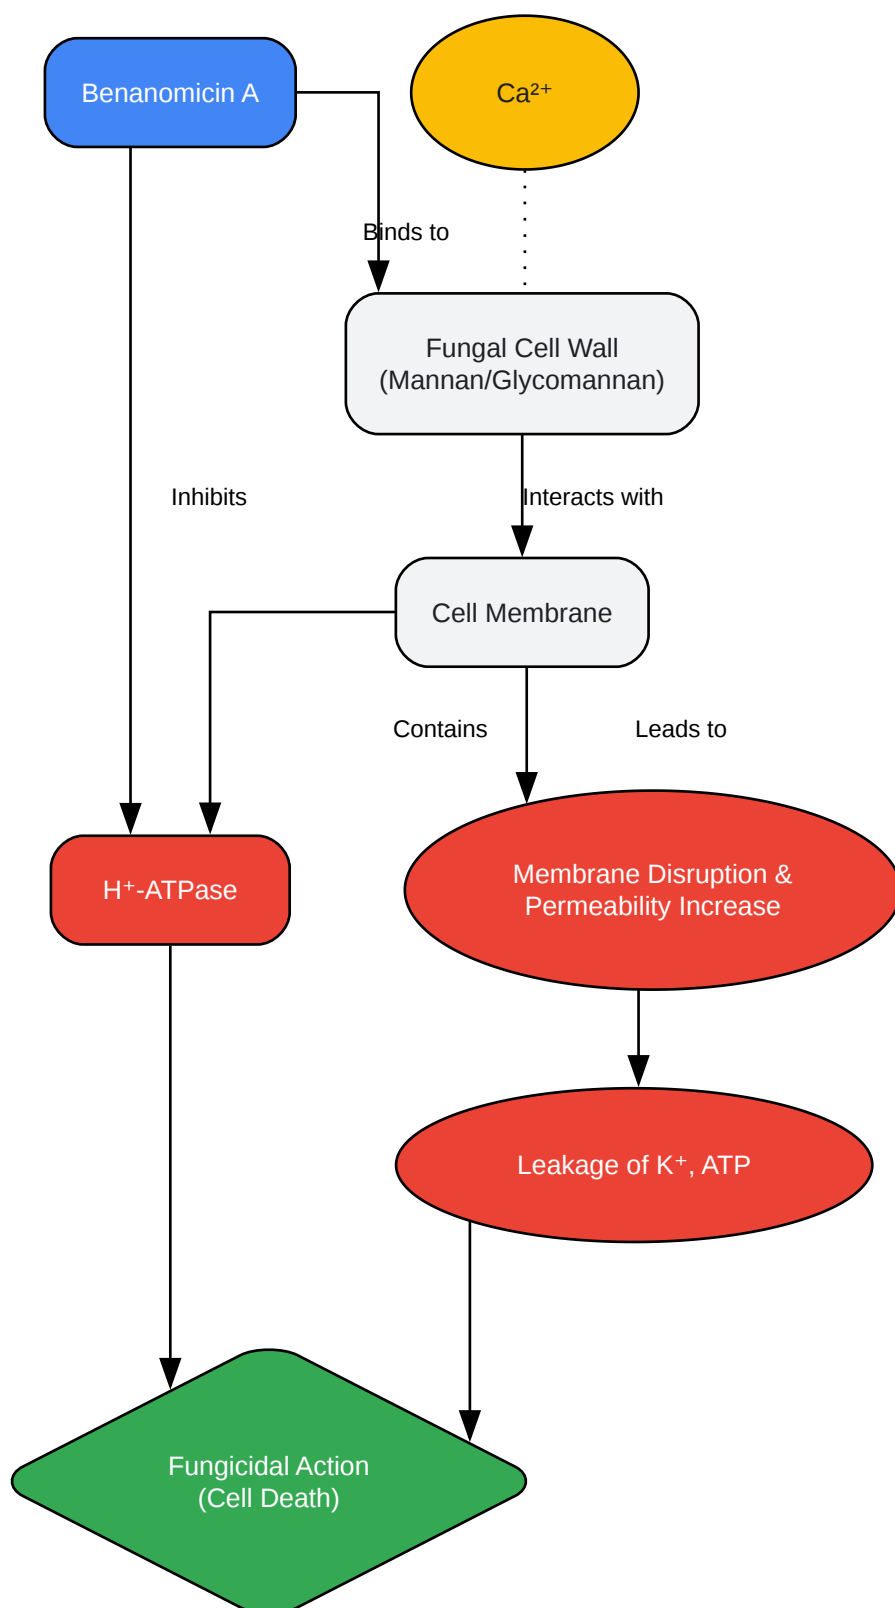 Benanomicin A
Ca²⁺
Binds to
Fungal Cell Wall
(Mannan/Glycomannan)
Inhibits
Interacts with
Cell Membrane
Contains
Leads to
H⁺-ATPase
Membrane Disruption &
Permeability Increase
Leakage of K⁺, ATP
Fungicidal Action
(Cell Death)